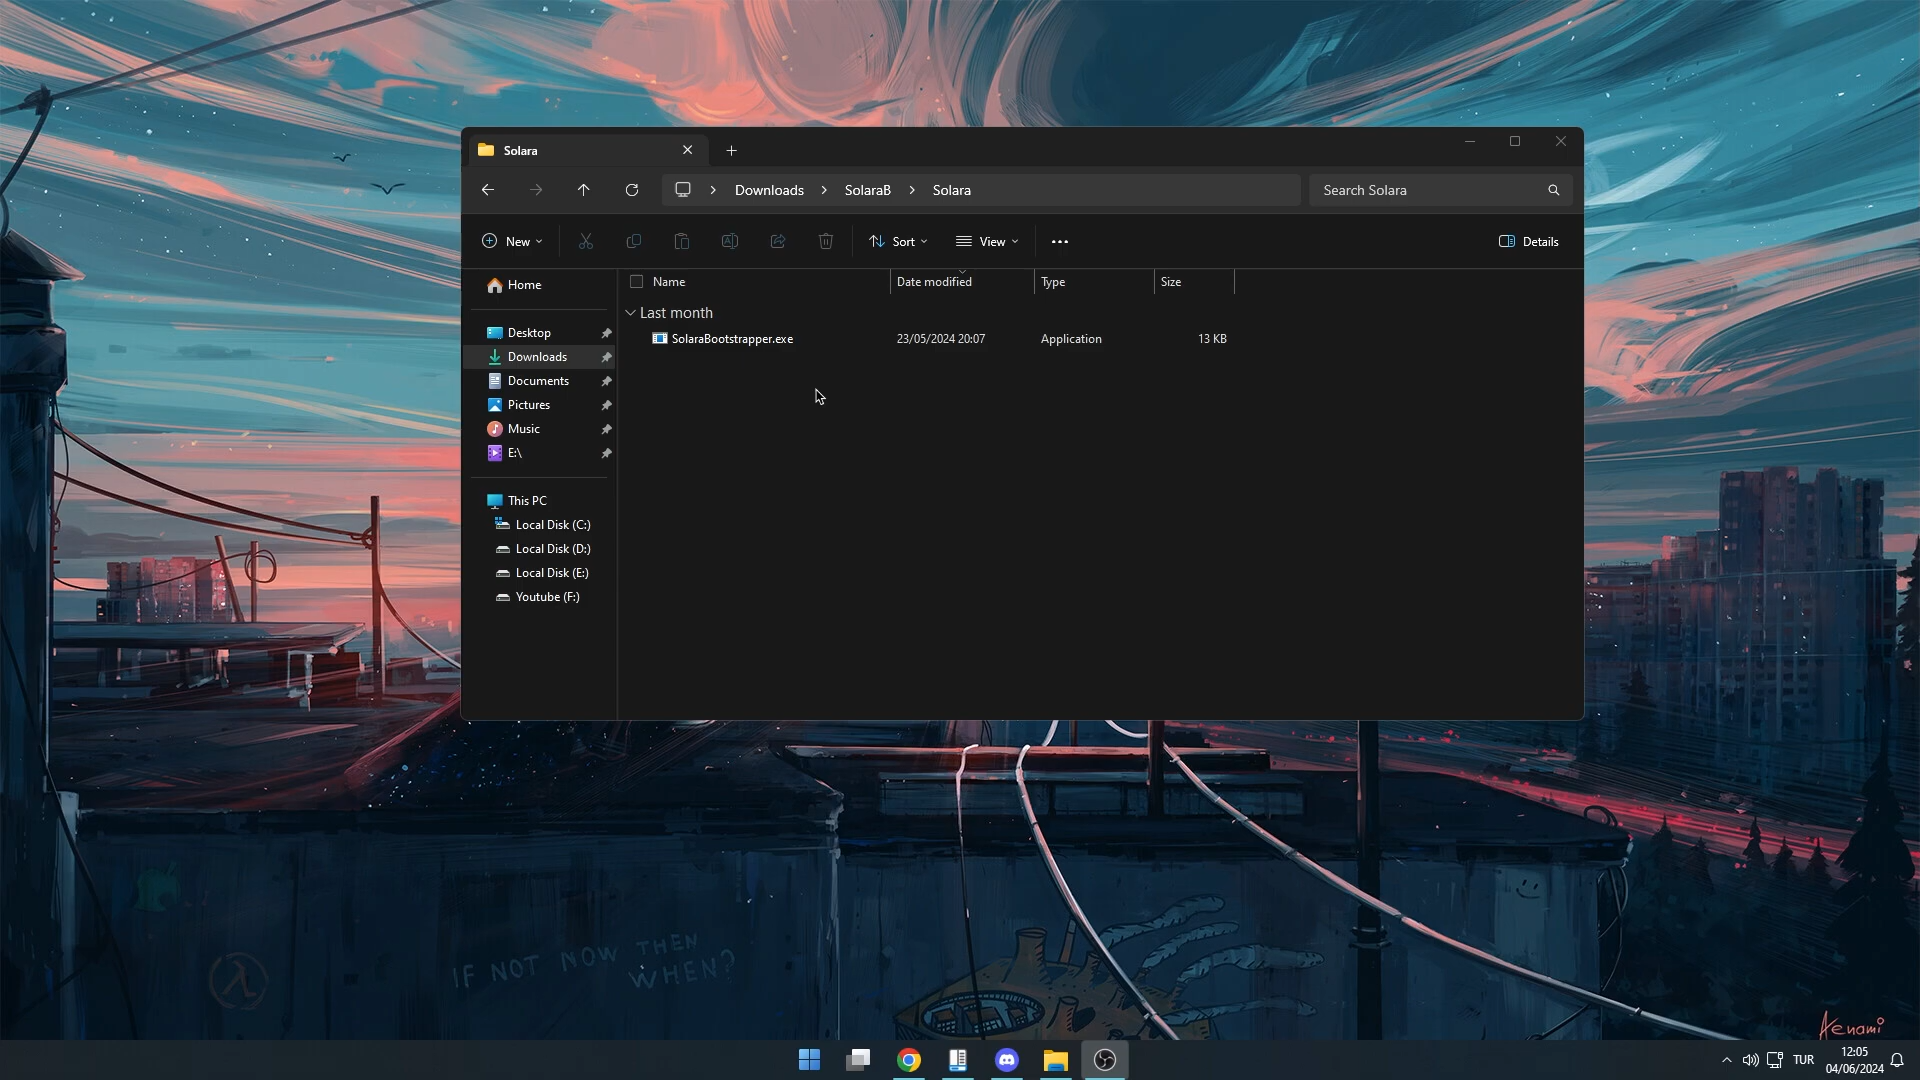 Solara
Downloads SolaraB Solara
Search Solara
New
Sort
View
Details
Name Date modified Type Size
Last month
SolaraBootstrapper.exe 23/05/2024 20:07 Application 13 KB
Home
Desktop
Downloads
Documents
Pictures
Music
E:\
This PC
Local Disk (C:)
Local Disk (D:)
Local Disk (E:)
Youtube (F:)
IF NOT NOW THEN
WHEN?
Aenami
TUR
12:05
04/06/2024